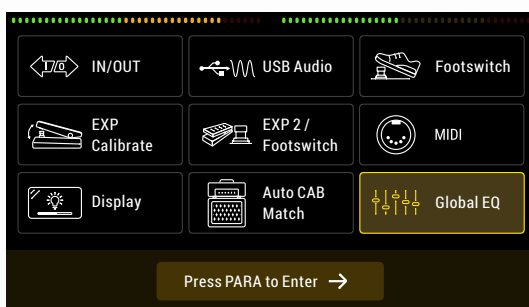 IN/OUT
USB Audio
Footswitch
EXP
Calibrate
EXP 2 /
Footswitch
MIDI
Display
Auto CAB
Match
Global EQ
Press PARA to Enter →